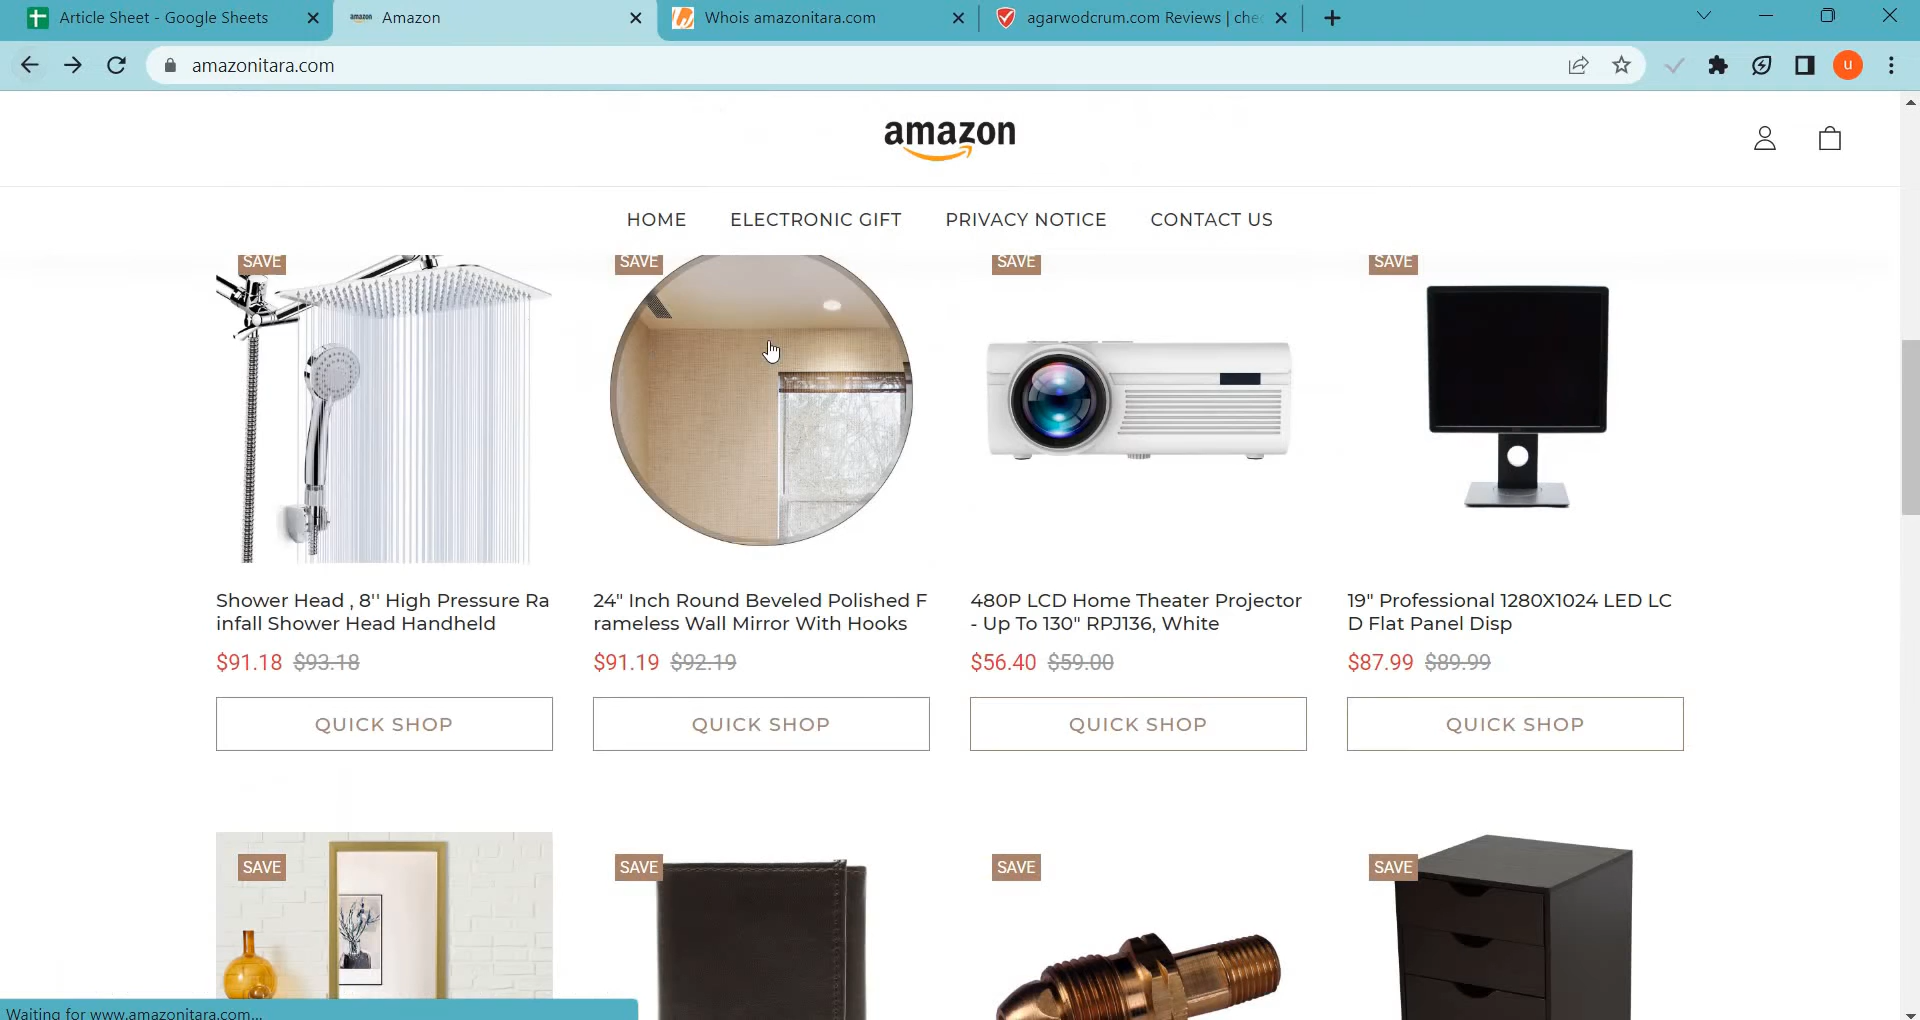 Article Sheet - Google Sheets
amazon Amazon
Whois amazonitara.com
agarwodcrum.com Reviews | chec
amazonitara.com
u
amazon
HOME ELECTRONIC GIFT PRIVACY NOTICE CONTACT US
SAVE SAVE SAVE SAVE
Shower Head , 8'' High Pressure Ra
infall Shower Head Handheld
$91.18 $93.18
QUICK SHOP
24" Inch Round Beveled Polished F
rameless Wall Mirror With Hooks
$91.19 $92.19
QUICK SHOP
480P LCD Home Theater Projector
- Up To 130" RPJ136, White
$56.40 $59.00
QUICK SHOP
19" Professional 1280X1024 LED LC
D Flat Panel Disp
$87.99 $89.99
QUICK SHOP
SAVE SAVE SAVE SAVE
Waiting for www.amazonitara.com...